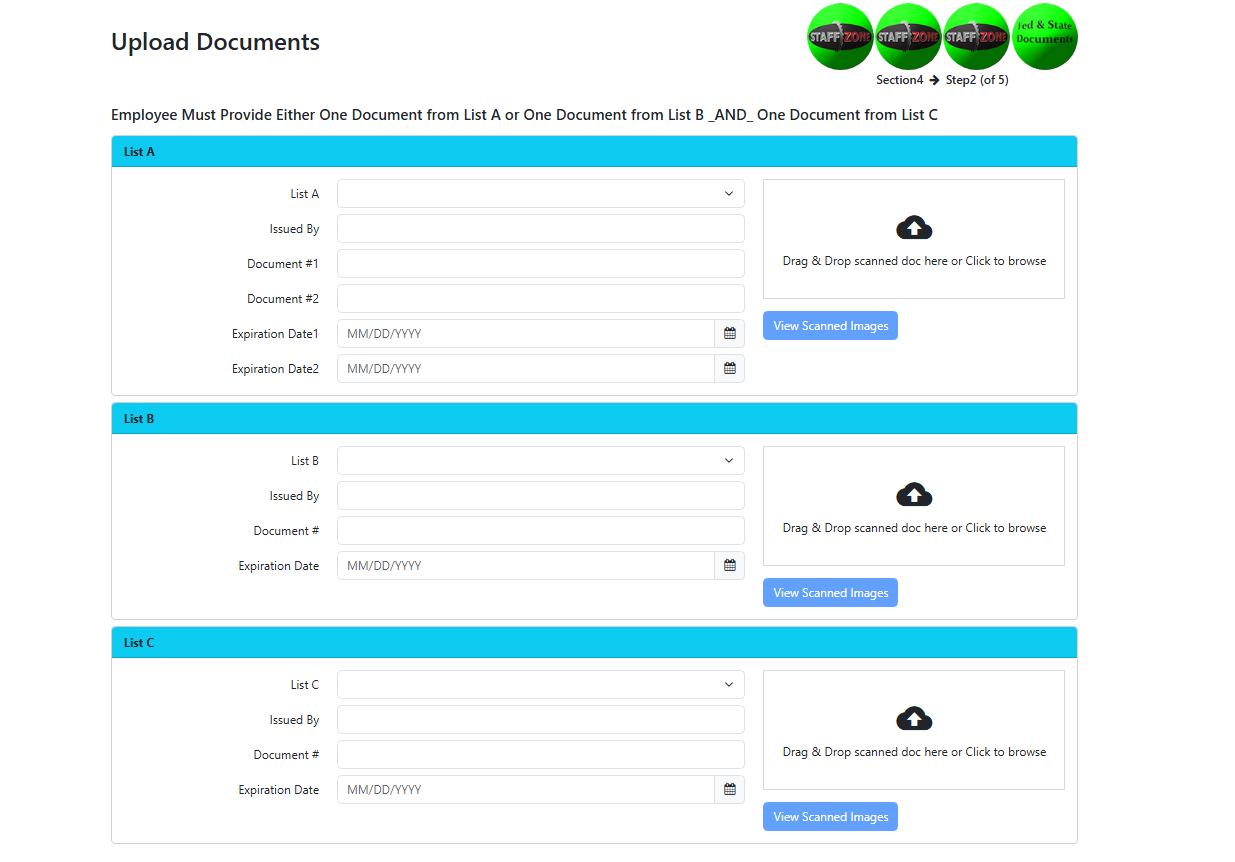 Upload Documents
STAFF ZONE STAFF ZONE STAFF ZONE Fed & State
Documents
Section4 → Step2 (of 5)
Employee Must Provide Either One Document from List A or One Document from List B _AND_ One Document from List C
List A
List A
Issued By
Document #1
Document #2
Expiration Date1 MM/DD/YYYY
Expiration Date2 MM/DD/YYYY
Drag & Drop scanned doc here or Click to browse
View Scanned Images
List B
List B
Issued By
Document #
Expiration Date MM/DD/YYYY
Drag & Drop scanned doc here or Click to browse
View Scanned Images
List C
List C
Issued By
Document #
Expiration Date MM/DD/YYYY
Drag & Drop scanned doc here or Click to browse
View Scanned Images